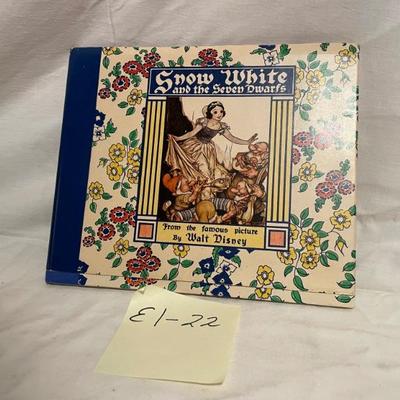 Snow White
and the Seven Dwarfs
From the famous picture
By Walt Disney
E1-22